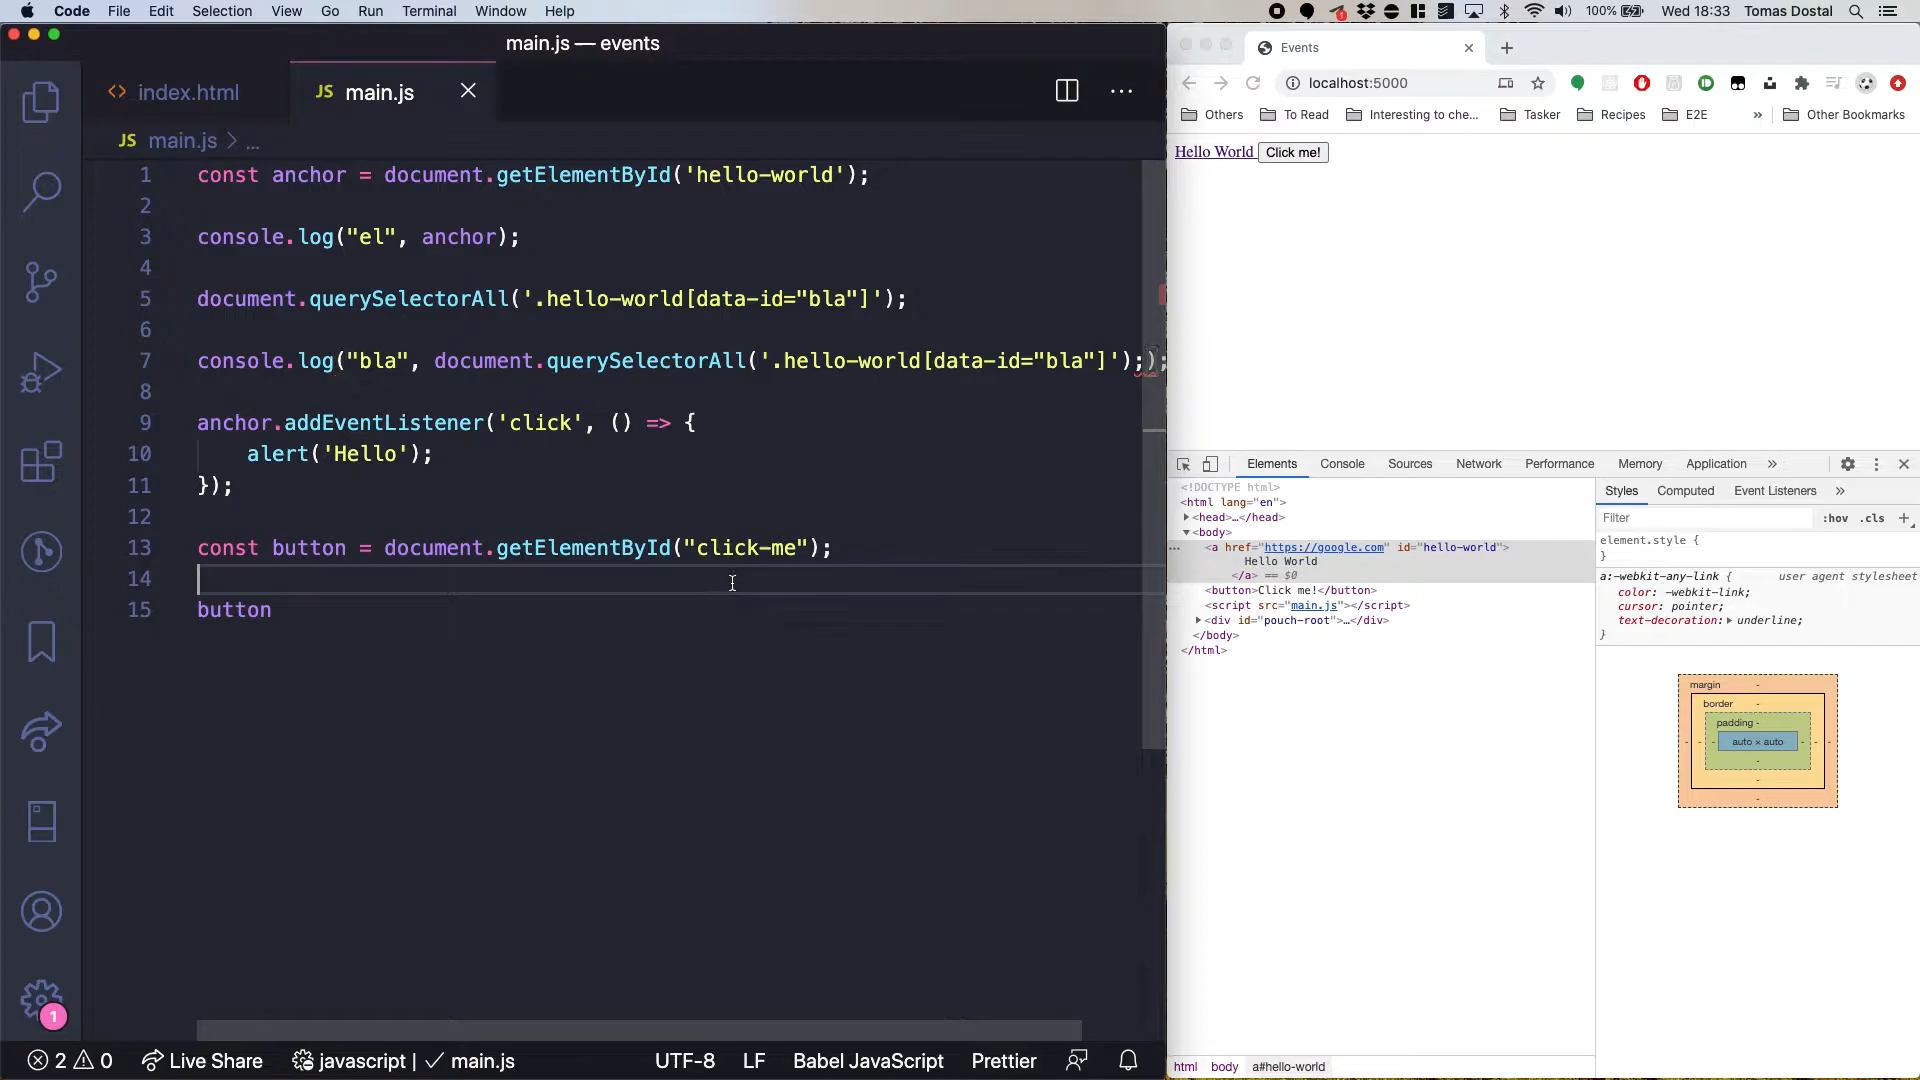 Code File Edit Selection View Go Run Terminal Window Help
1 100% Wed 18:33 Tomas Dostal
main.js — events
index.html JS main.js
JS main.js > ...
1 const anchor = document.getElementById('hello-world');
2
3 console.log("el", anchor);
4
5 document.querySelectorAll('.hello-world[data-id="bla"]');
6
7 console.log("bla", document.querySelectorAll('.hello-world[data-id="bla"]'););
8
9 anchor.addEventListener('click', () => {
10 alert('Hello');
11 });
12
13 const button = document.getElementById("click-me");
14
15 button
1
2 0 Live Share javascript | ✓ main.js UTF-8 LF Babel JavaScript Prettier
Events
localhost:5000
Others To Read Interesting to che... Tasker Recipes E2E » Other Bookmarks
Hello World Click me!
Elements Console Sources Network Performance Memory Application »
<!DOCTYPE html>
<html lang="en">
<head>…</head>
<body>
<a href="https://google.com" id="hello-world">
Hello World
</a> == $0
<button>Click me!</button>
<script src="main.js"></script>
<div id="pouch-root">…</div>
</body>
</html>
Styles Computed Event Listeners »
Filter :hov .cls +
element.style {
}
a:-webkit-any-link { user agent stylesheet
color: -webkit-link;
cursor: pointer;
text-decoration: underline;
}
margin -
border -
padding -
- - - auto × auto - - -
-
-
-
html body a#hello-world